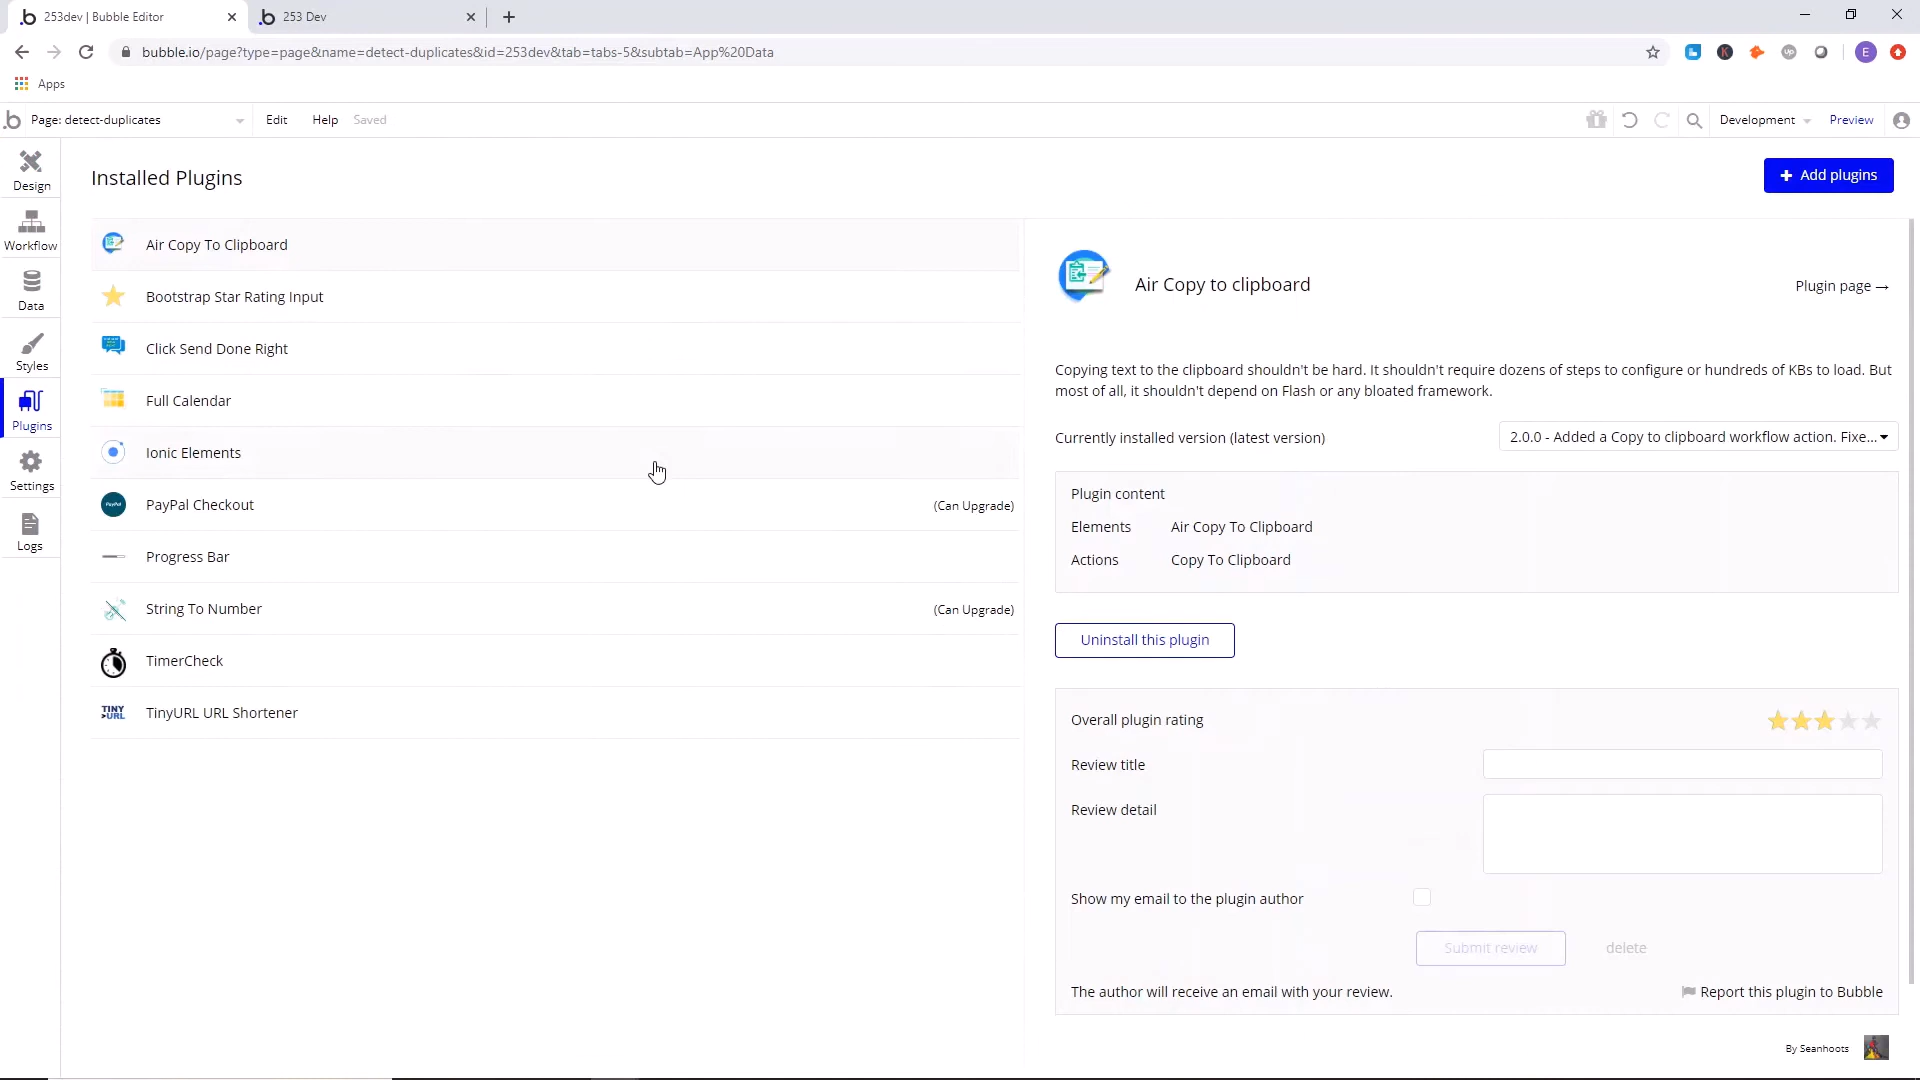 253dev | Bubble Editor
253 Dev
bubble.io/page?type=page&name=detect-duplicates&id=253dev&tab=tabs-5&subtab=App%20Data
E
Apps
Page: detect-duplicates
Edit
Help
Saved
Development
Preview
Design
Workflow
Data
Styles
Plugins
Settings
Logs
Installed Plugins
Add plugins
Air Copy To Clipboard
Bootstrap Star Rating Input
Click Send Done Right
Full Calendar
Ionic Elements
PayPal Checkout (Can Upgrade)
Progress Bar
String To Number (Can Upgrade)
TimerCheck
TINY
>URL
TinyURL URL Shortener
Air Copy to clipboard
Plugin page →
Copying text to the clipboard shouldn't be hard. It shouldn't require dozens of steps to configure or hundreds of KBs to load. But
most of all, it shouldn't depend on Flash or any bloated framework.
Currently installed version (latest version)
2.0.0 - Added a Copy to clipboard workflow action. Fixe...
Plugin content
Elements Air Copy To Clipboard
Actions Copy To Clipboard
Uninstall this plugin
Overall plugin rating
Review title
Review detail
Show my email to the plugin author
Submit review
delete
The author will receive an email with your review.
Report this plugin to Bubble
By Seanhoots